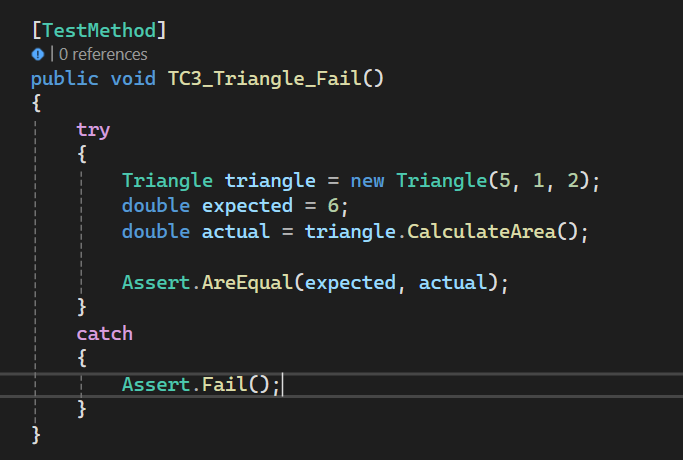 [TestMethod]
| 0 references
public void TC3_Triangle_Fail()
{
try
{
Triangle triangle = new Triangle(5, 1, 2);
double expected = 6;
double actual = triangle.CalculateArea();
Assert.AreEqual(expected, actual);
}
catch
{
Assert.Fail();
}
}